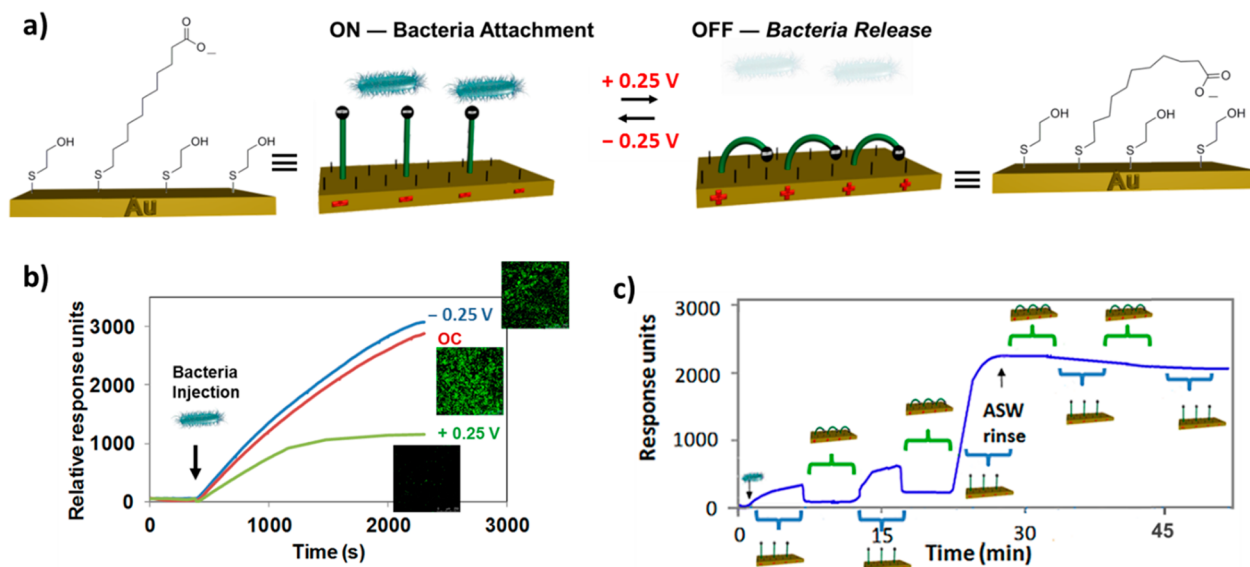 a)
ON — Bacteria Attachment
OFF — Bacteria Release
+ 0.25 V
− 0.25 V
O
O
—
OH
OH
OH
S
S
S
S
Au
≡
≡
O
O
—
OH
OH
OH
S
S
S
S
Au
b)
Relative response units
3000
2000
1000
0
0
1000
2000
3000
Time (s)
Bacteria
Injection
− 0.25 V
OC
+ 0.25 V
c)
Response units
3000
2000
1000
0
0
15
30
45
Time (min)
ASW
rinse